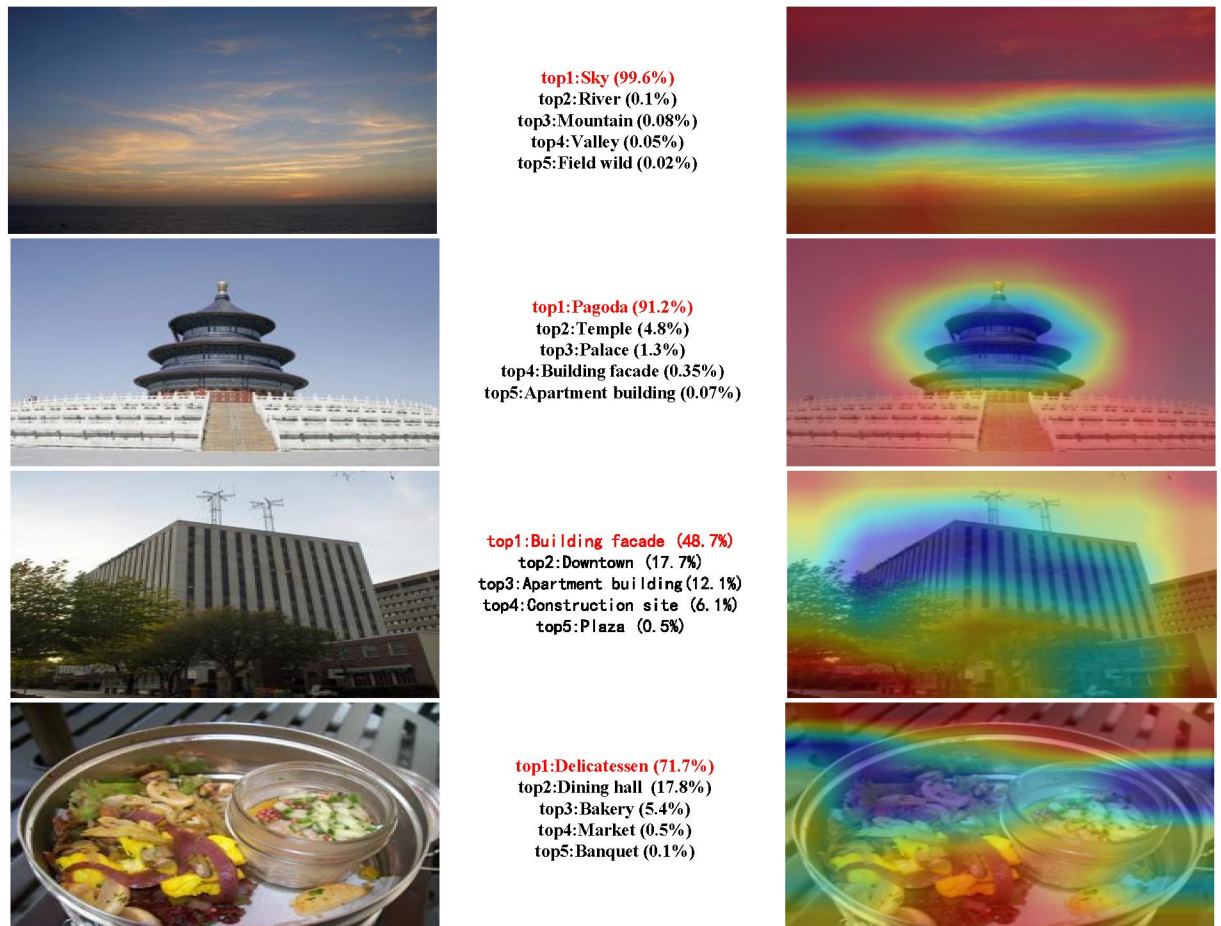 top1:Sky (99.6%)
top2:River (0.1%)
top3:Mountain (0.08%)
top4:Valley (0.05%)
top5:Field wild (0.02%)
top1:Pagoda (91.2%)
top2:Temple (4.8%)
top3:Palace (1.3%)
top4:Building facade (0.35%)
top5:Apartment building (0.07%)
top1:Building facade (48.7%)
top2:Downtown (17.7%)
top3:Apartment building(12.1%)
top4:Construction site (6.1%)
top5:Plaza (0.5%)
top1:Delicatessen (71.7%)
top2:Dining hall (17.8%)
top3:Bakery (5.4%)
top4:Market (0.5%)
top5:Banquet (0.1%)